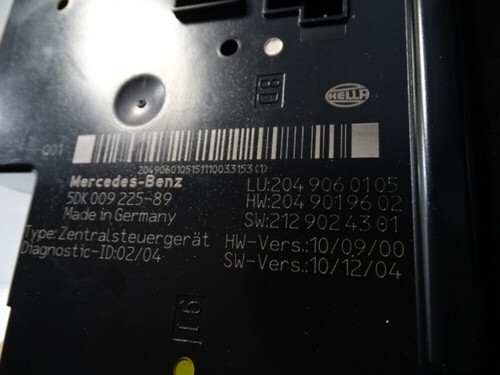 8D
HELLA
001
2049060105151110033153(1)
Mercedes-Benz
5DK 009 225-89
Made in Germany
Type:Zentralsteuergerät
Diagnostic-ID:02/04
LU:204 906 01 05
HW:204 901 96 02
SW:212 902 43 01
HW-Vers.:10/09/00
SW-Vers.:10/12/04